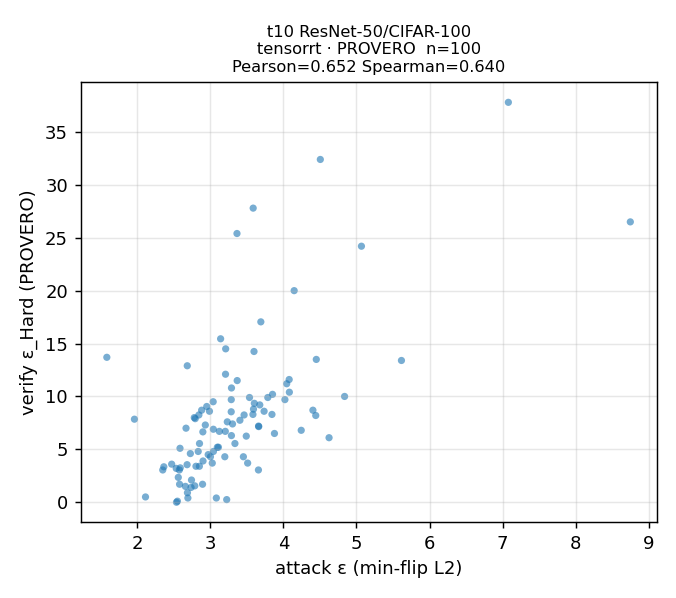 t10 ResNet-50/CIFAR-100
tensorrt · PROVERO  n=100
Pearson=0.652 Spearman=0.640
verify ε_Hard (PROVERO)
35
30
25
20
15
10
5
0
2 3 4 5 6 7 8 9
attack ε (min-flip L2)